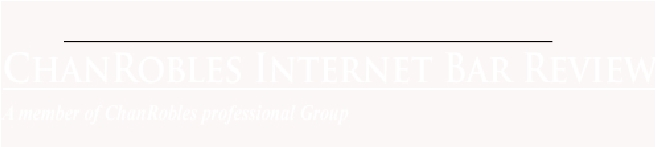 ChanRobles Internet Bar Review
A member of ChanRobles professional Group